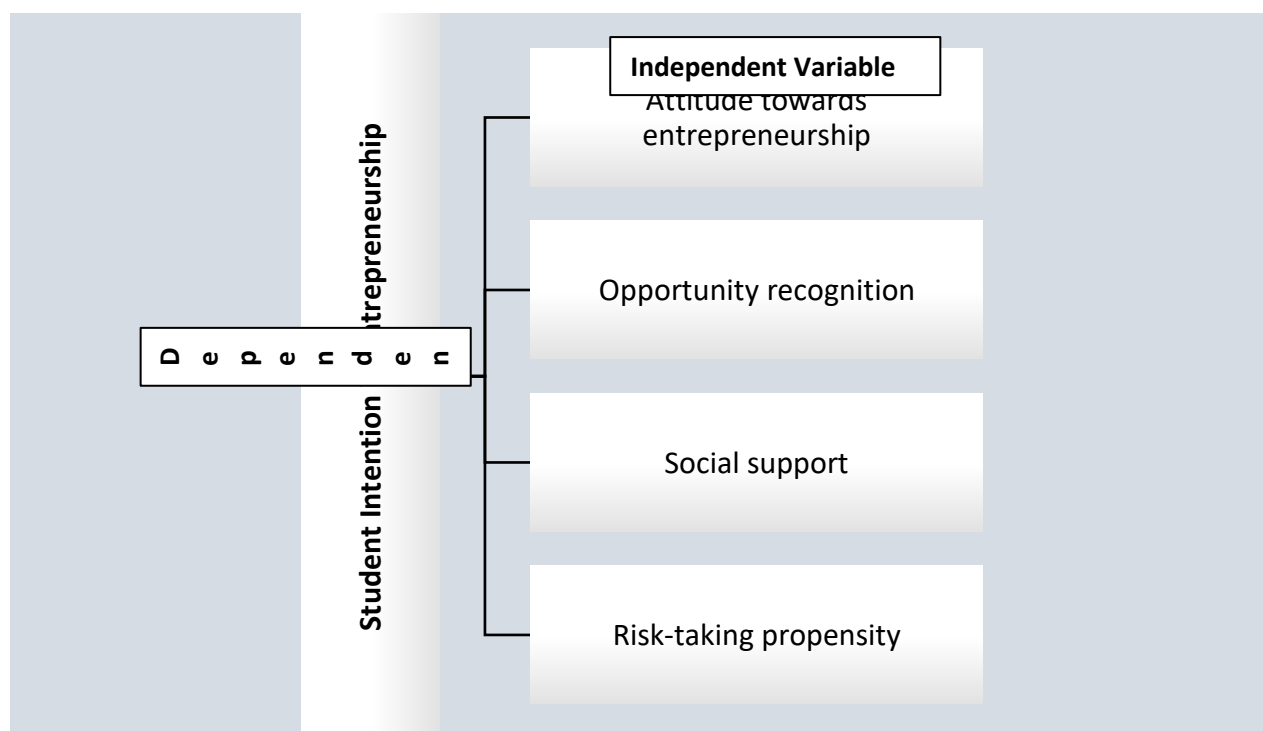 Independent Variable
Attitude towards
entrepreneurship
Opportunity recognition
Social support
Risk-taking propensity
Student Intention trepreneurship
D e p e n d e n